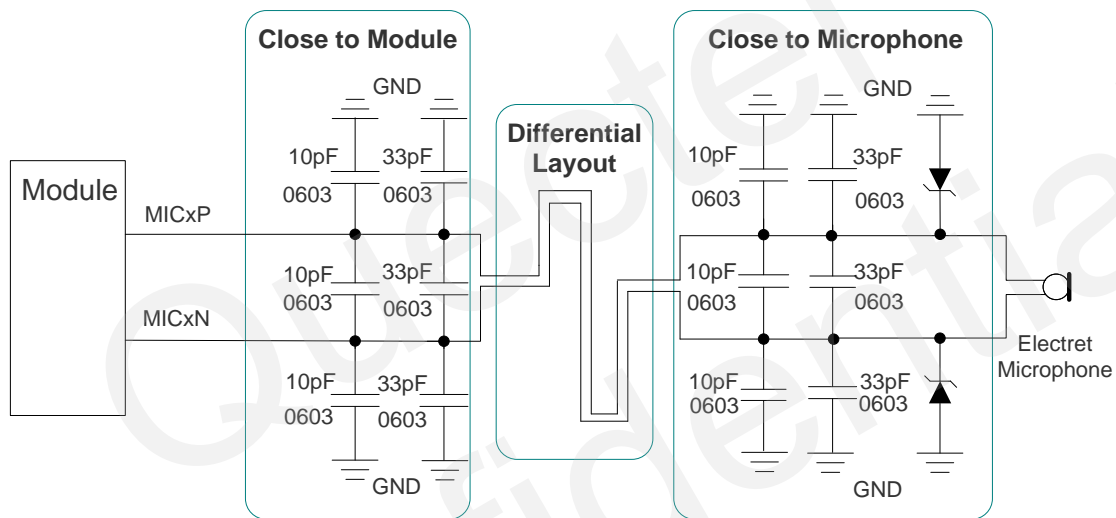 Close to Module
Close to Microphone
GND
GND
Differential
Layout
10pF
33pF
0603
0603
10pF
33pF
0603
0603
Module
MICxP
10pF
33pF
0603
0603
10pF
33pF
0603
0603
MICxN
Electret
Microphone
10pF
33pF
0603
0603
10pF
33pF
0603
0603
GND
GND
Quectel